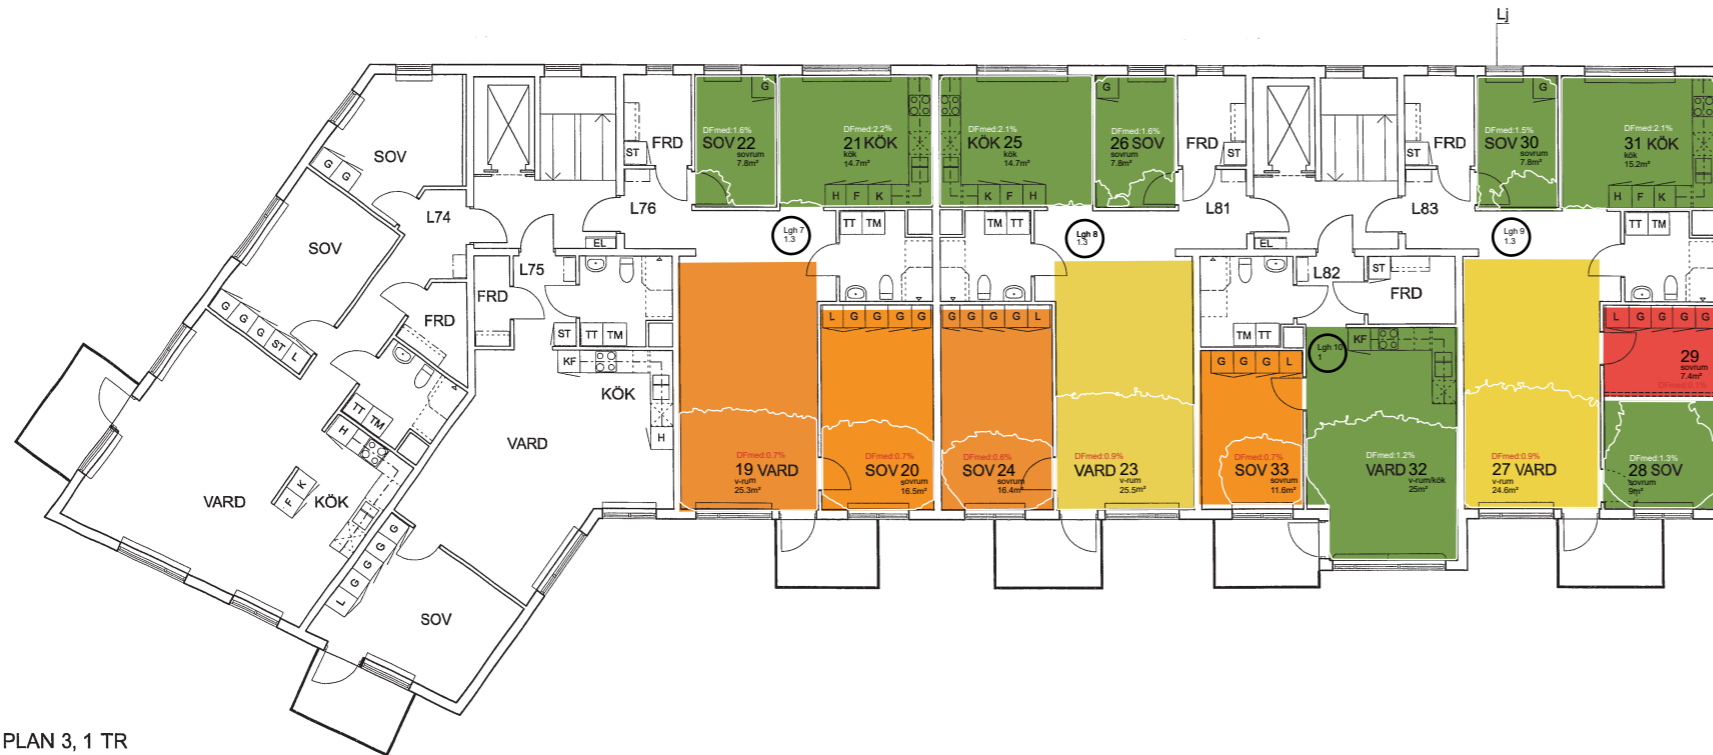 Lj
SOV
G
G
L74
SOV
G
G
G
ST
L
FRD
TT
TM
H
VARD
F
K
KÖK
G
G
G
L
SOV
L76
FRD
ST
EL
L75
FRD
ST
TT
TM
KF
KÖK
H
VARD
G
DFmed:1.6%
SOV 22
sovrum
7.8m²
DFmed:2.2%
21 KÖK
kök
14.7m²
H
F
K
Lgh 7
1.3
TT
TM
DFmed:0.7%
19 VARD
v-rum
25.3m²
L
G
G
G
G
DFmed:0.7%
SOV 20
sovrum
16.5m²
DFmed:2.1%
KÖK 25
kök
14.7m²
K
F
H
G
DFmed:1.6%
26 SOV
sovrum
7.8m²
FRD
ST
TM
TT
Lgh 8
1.3
L81
G
G
G
G
L
DFmed:0.6%
SOV 24
sovrum
16.4m²
DFmed:0.9%
VARD 23
v-rum
25.5m²
EL
L82
ST
FRD
TM
TT
G
G
G
L
DFmed:0.7%
SOV 33
sovrum
11.6m²
Lgh 10
1
KF
DFmed:1.2%
VARD 32
v-rum/kök
25m²
FRD
ST
L83
G
DFmed:1.5%
SOV 30
sovrum
7.8m²
DFmed:2.1%
31 KÖK
kök
15.2m²
H
F
K
Lgh 9
1.3
TT
TM
DFmed:0.9%
27 VARD
v-rum
24.6m²
L
G
G
G
G
29
sovrum
7.4m²
DFmed:0.1%
DFmed:1.3%
28 SOV
sovrum
9m²
PLAN 3, 1 TR